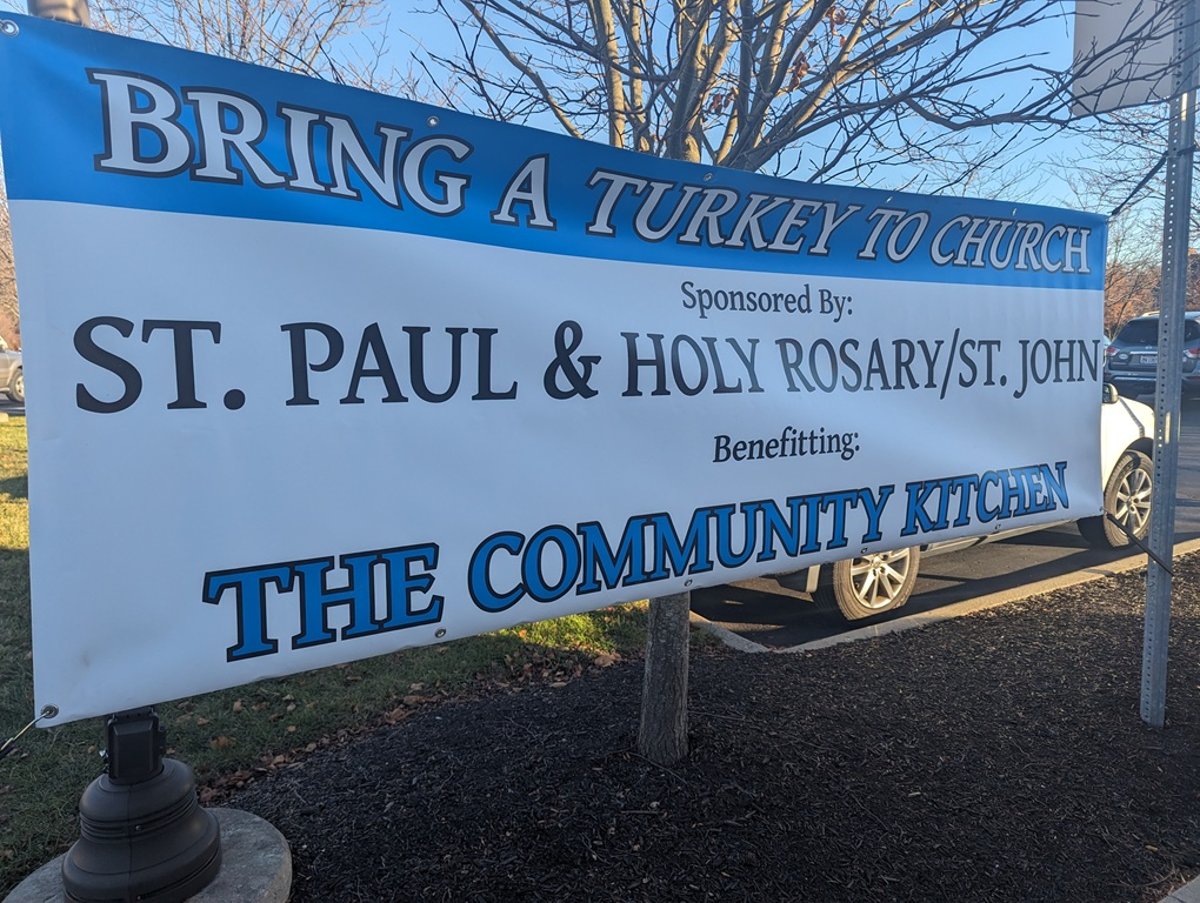 BRING A TURKEY TO CHURCH
Sponsored By:
ST. PAUL & HOLY ROSARY/ST. JOHN
Benefitting:
THE COMMUNITY KITCHEN